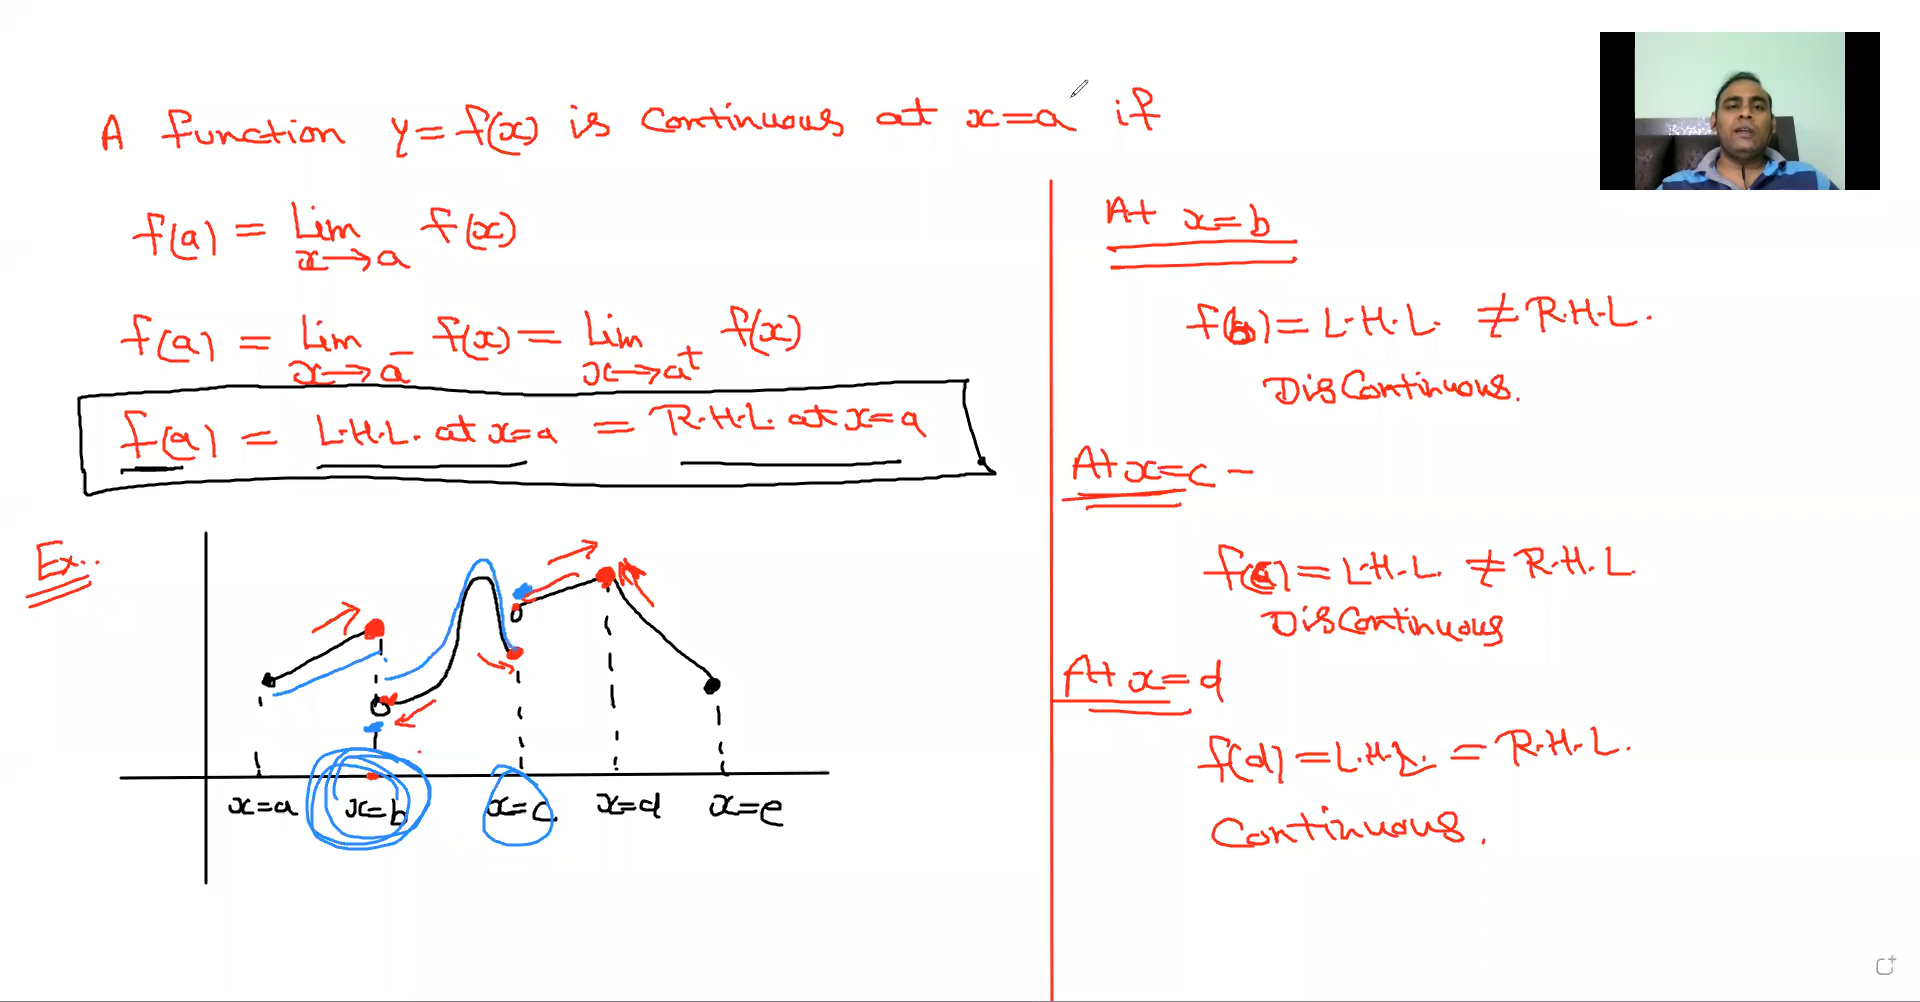 A function y=f(x) is continuous at x=a if
f(a) = Lim x→a f(x)
f(a) = Lim x→a⁻ f(x) = Lim x→a⁺ f(x)
f(a) = L.H.L. at x=a = R.H.L. at x=a
Ex..
x=a x=b x=c x=d x=e
At x=b
f(b) = L.H.L. ≠ R.H.L.
DisContinuous.
At x=c –
f(c) = L.H.L. ≠ R.H.L.
DisContinuous
At x=d
f(d) = L.H.L. = R.H.L.
Continuous.